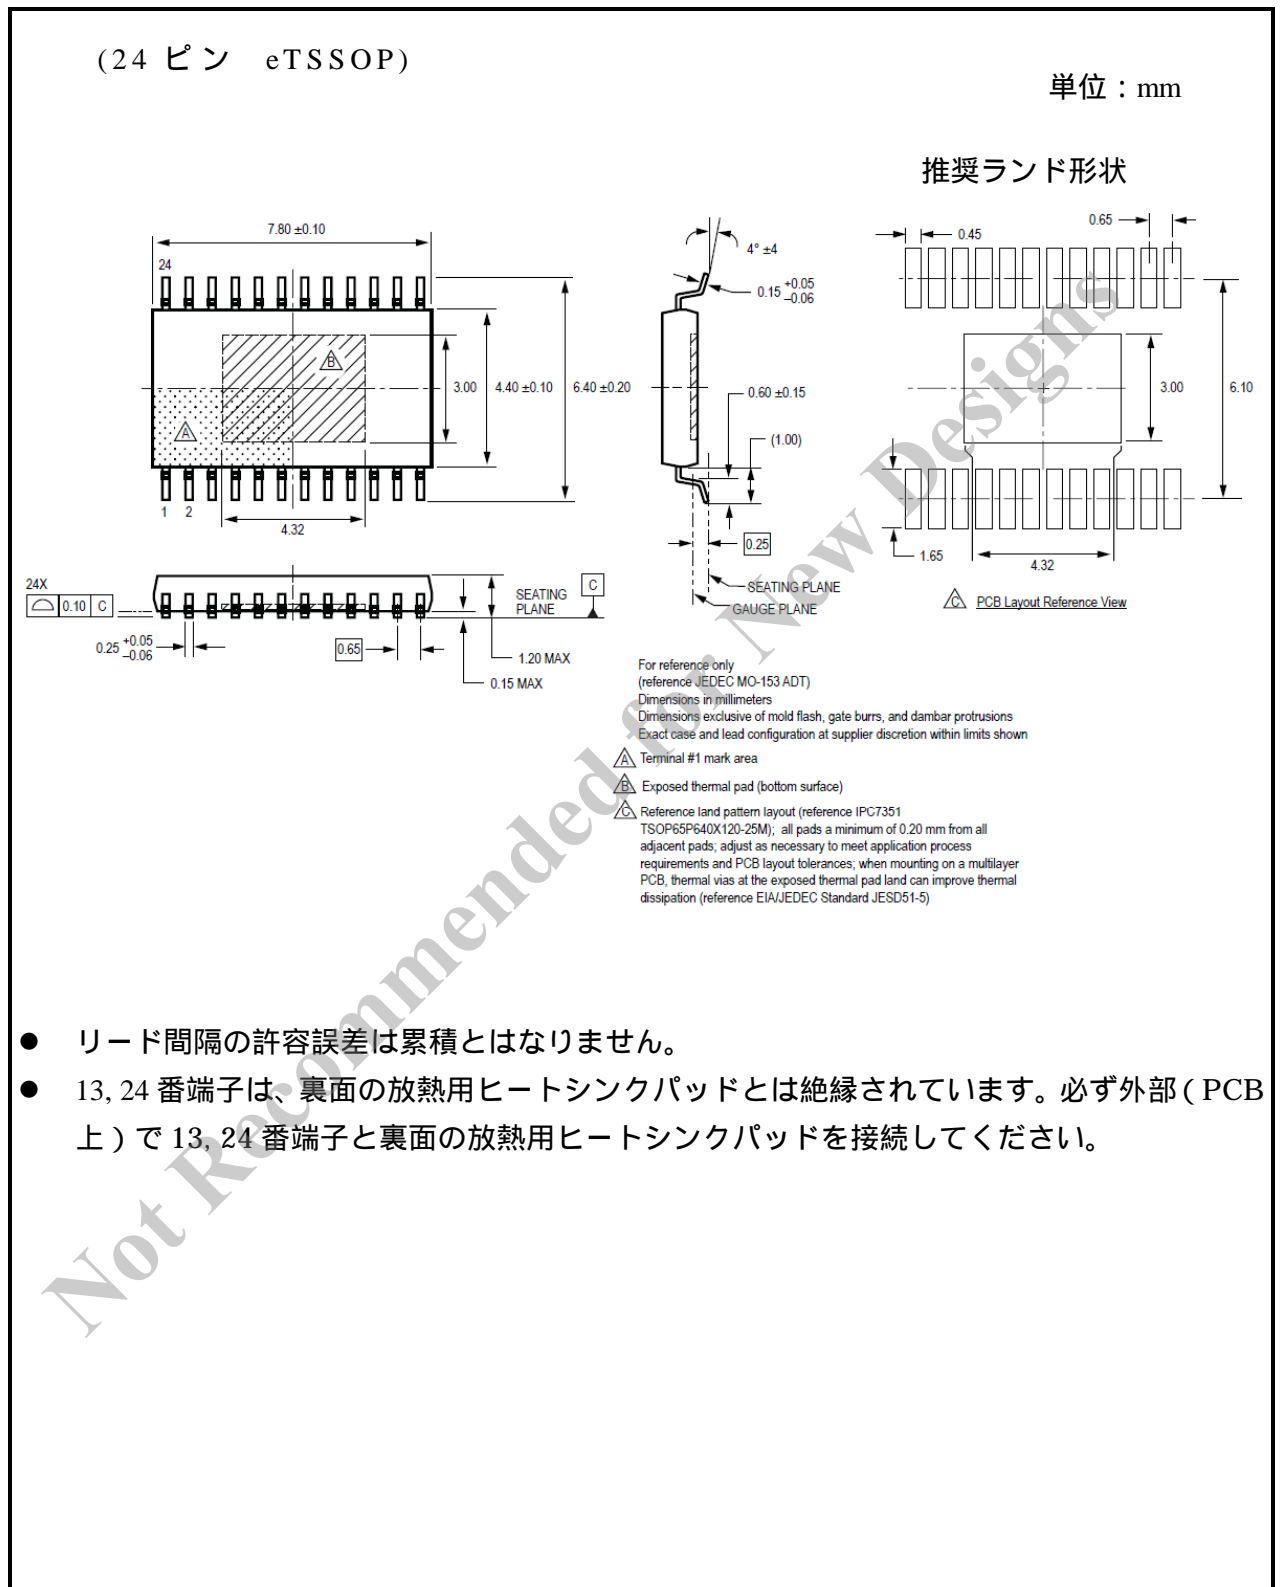 (24 ピン eTSSOP)
単位：mm
推奨ランド形状
7.80 ±0.10
24
B
A
3.00
4.40 ±0.10
6.40 ±0.20
1 2
4.32
4° ±4
0.15 +0.05 –0.06
0.60 ±0.15
(1.00)
0.25
SEATING PLANE
GAUGE PLANE
0.45
0.65
3.00
6.10
1.65
4.32
C PCB Layout Reference View
24X
0.10 C
SEATING
PLANE
C
0.25 +0.05 –0.06
0.65
1.20 MAX
0.15 MAX
For reference only
(reference JEDEC MO-153 ADT)
Dimensions in millimeters
Dimensions exclusive of mold flash, gate burrs, and dambar protrusions
Exact case and lead configuration at supplier discretion within limits shown
A Terminal #1 mark area
B Exposed thermal pad (bottom surface)
C Reference land pattern layout (reference IPC7351
TSOP65P640X120-25M); all pads a minimum of 0.20 mm from all
adjacent pads; adjust as necessary to meet application process
requirements and PCB layout tolerances; when mounting on a multilayer
PCB, thermal vias at the exposed thermal pad land can improve thermal
dissipation (reference EIA/JEDEC Standard JESD51-5)
● リード間隔の許容誤差は累積とはなりません。
● 13, 24 番端子は、裏面の放熱用ヒートシンクパッドとは絶縁されています。必ず外部（PCB
上）で 13, 24 番端子と裏面の放熱用ヒートシンクパッドを接続してください。
Not Recommended for New Designs